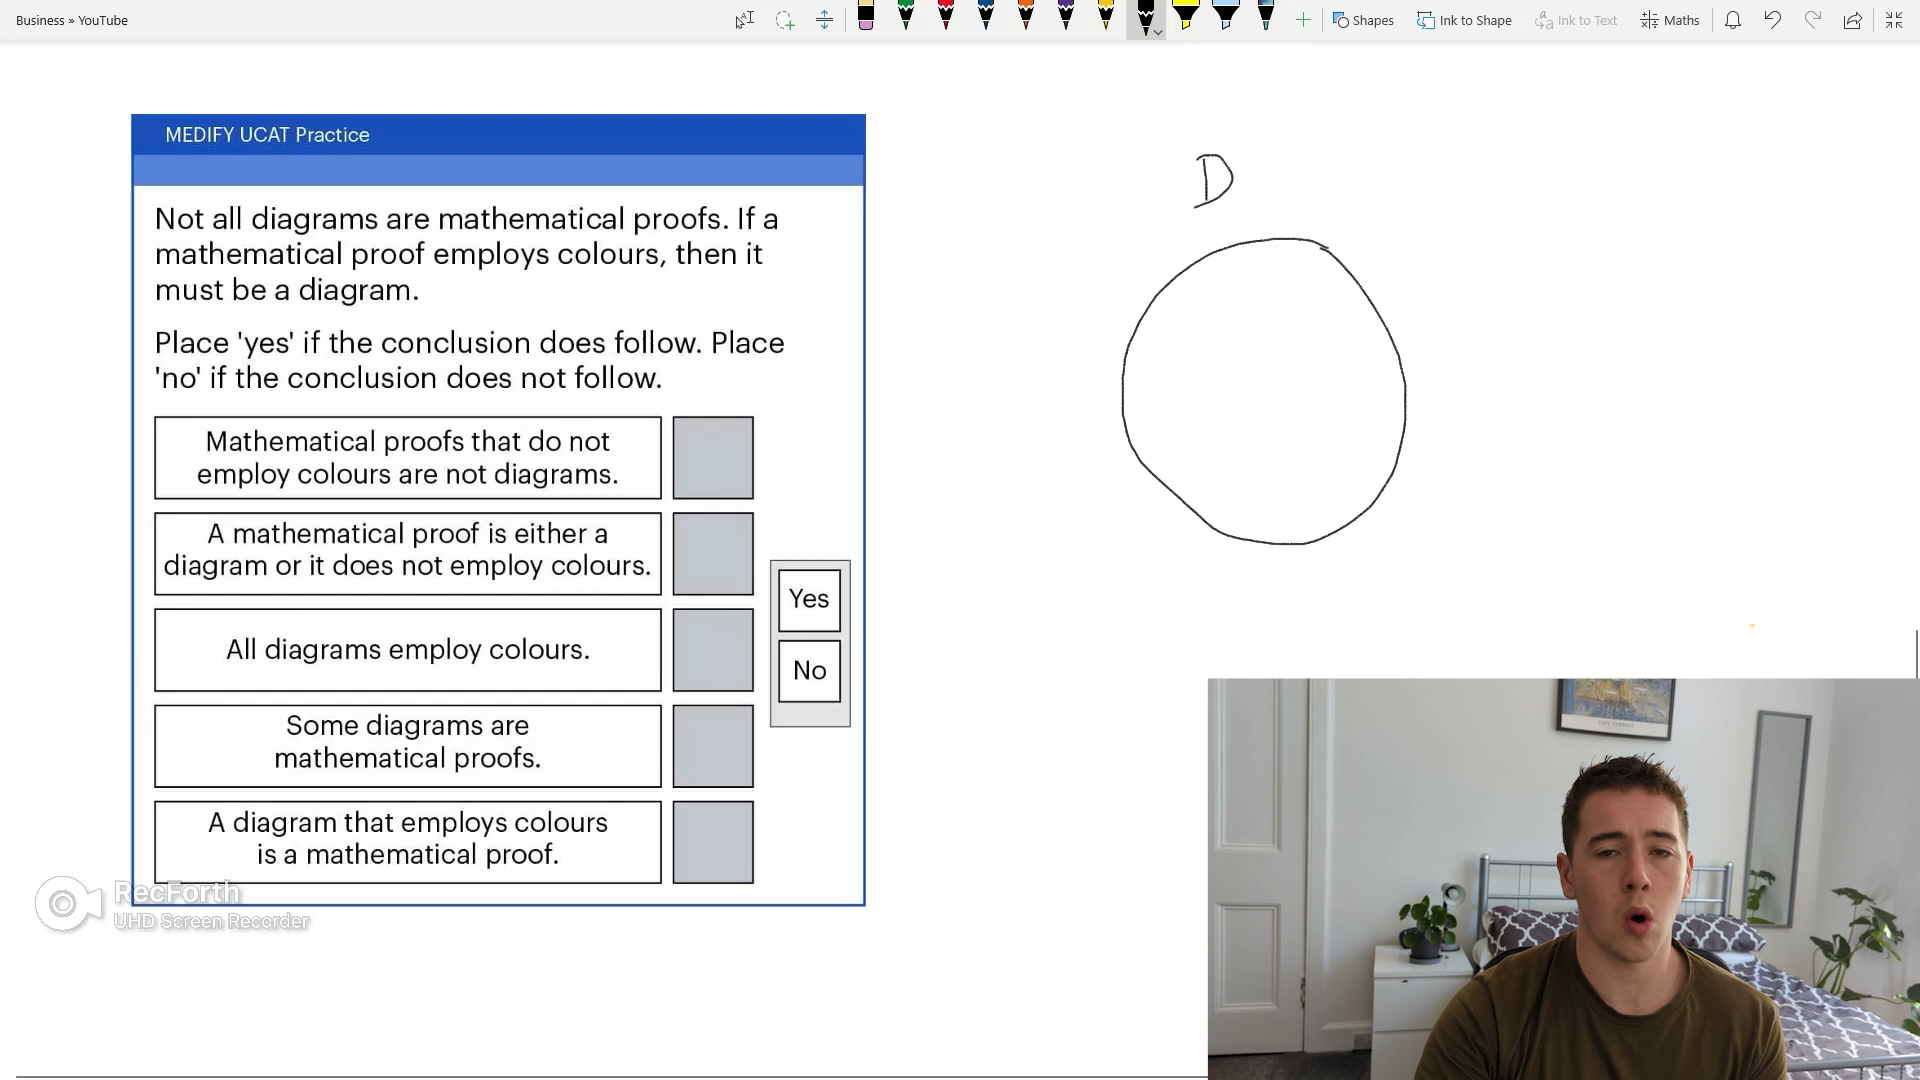 Business » YouTube
Shapes
Ink to Shape
Ink to Text
Maths
MEDIFY UCAT Practice
Not all diagrams are mathematical proofs. If a
mathematical proof employs colours, then it
must be a diagram.
Place 'yes' if the conclusion does follow. Place
'no' if the conclusion does not follow.
Mathematical proofs that do not
employ colours are not diagrams.
A mathematical proof is either a
diagram or it does not employ colours.
All diagrams employ colours.
Some diagrams are
mathematical proofs.
A diagram that employs colours
is a mathematical proof.
Yes
No
D
RecForth
UHD Screen Recorder